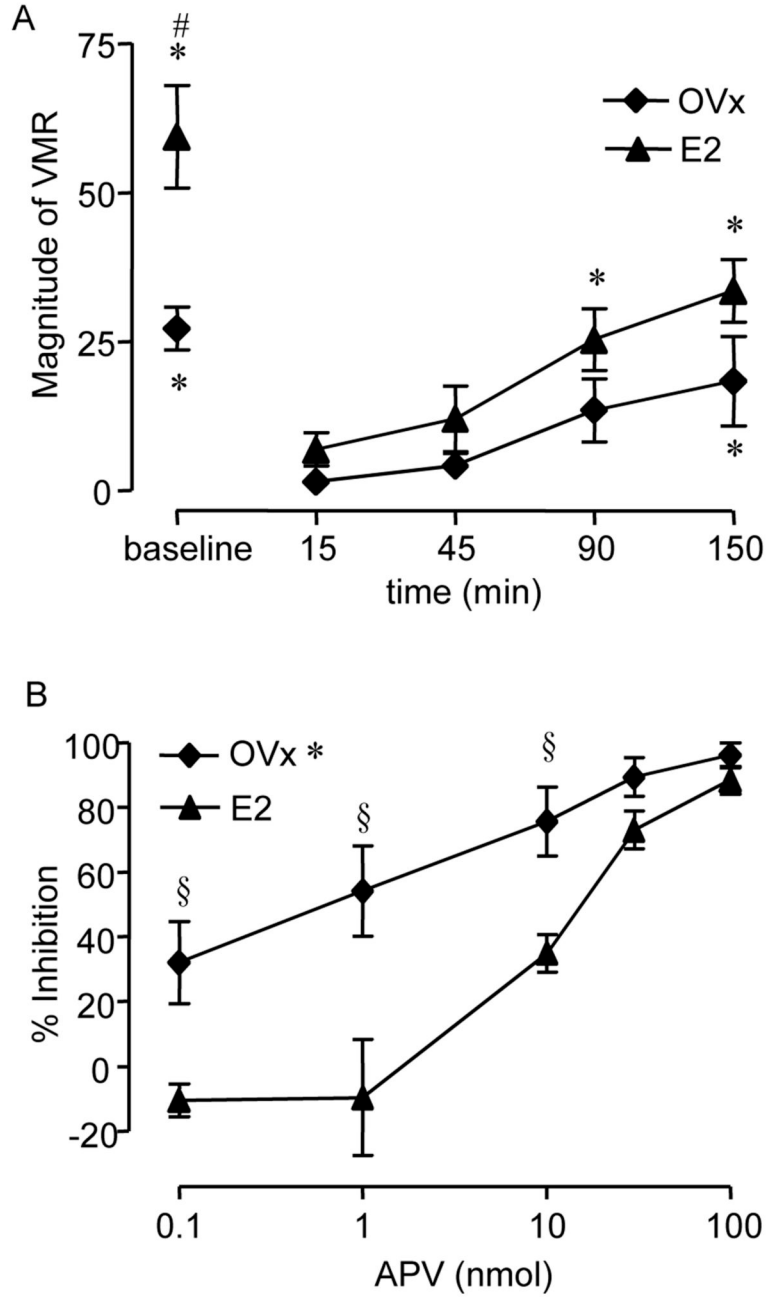 A
#
*
75
50
25
0
Magnitude of VMR
OVx
E2
*
*
*
*
baseline 15 45 90 150
time (min)
B
100
80
60
40
20
0
-20
% Inhibition
OVx *
E2
§
§
§
0.1 1 10 100
APV (nmol)